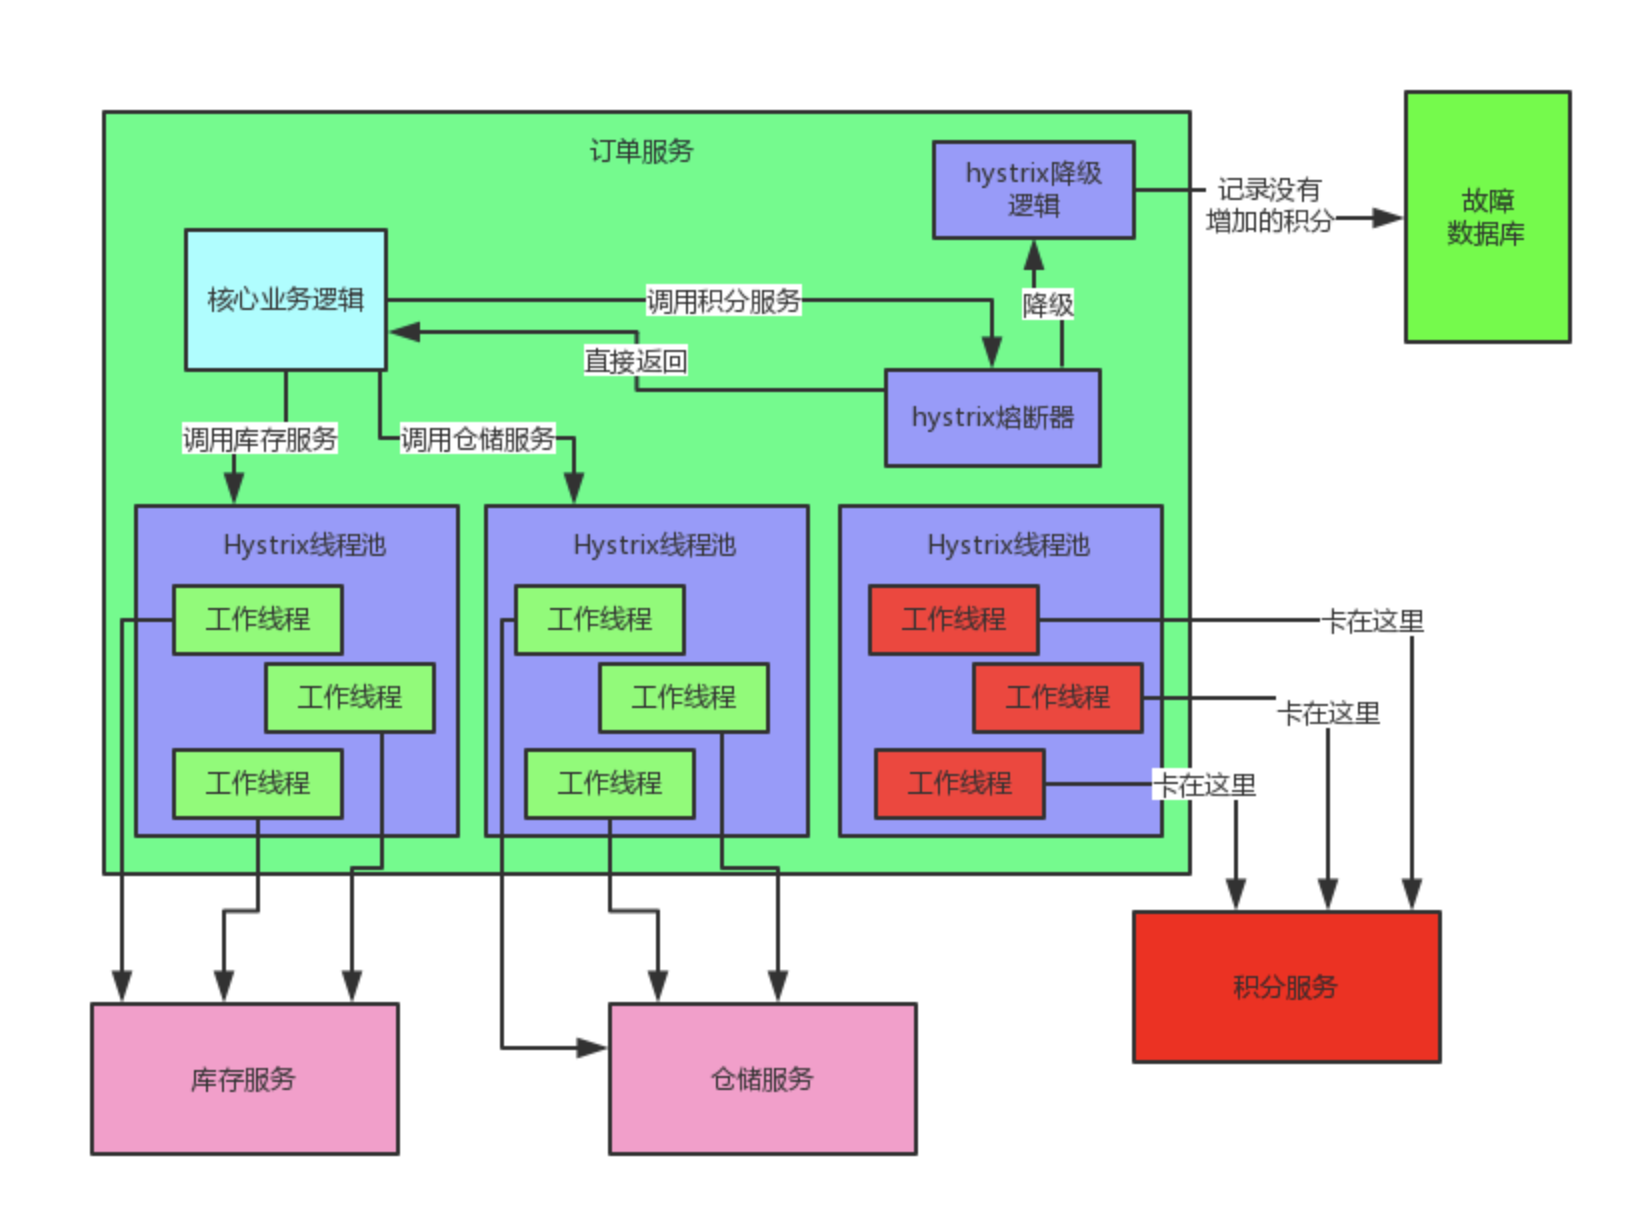 订单服务
hystrix降级
逻辑
记录没有
增加的积分
故障
数据库
核心业务逻辑
调用积分服务
降级
直接返回
hystrix熔断器
调用库存服务
调用仓储服务
Hystrix线程池
Hystrix线程池
Hystrix线程池
工作线程
工作线程
工作线程
卡在这里
工作线程
工作线程
工作线程
卡在这里
工作线程
工作线程
工作线程
卡在这里
积分服务
库存服务
仓储服务